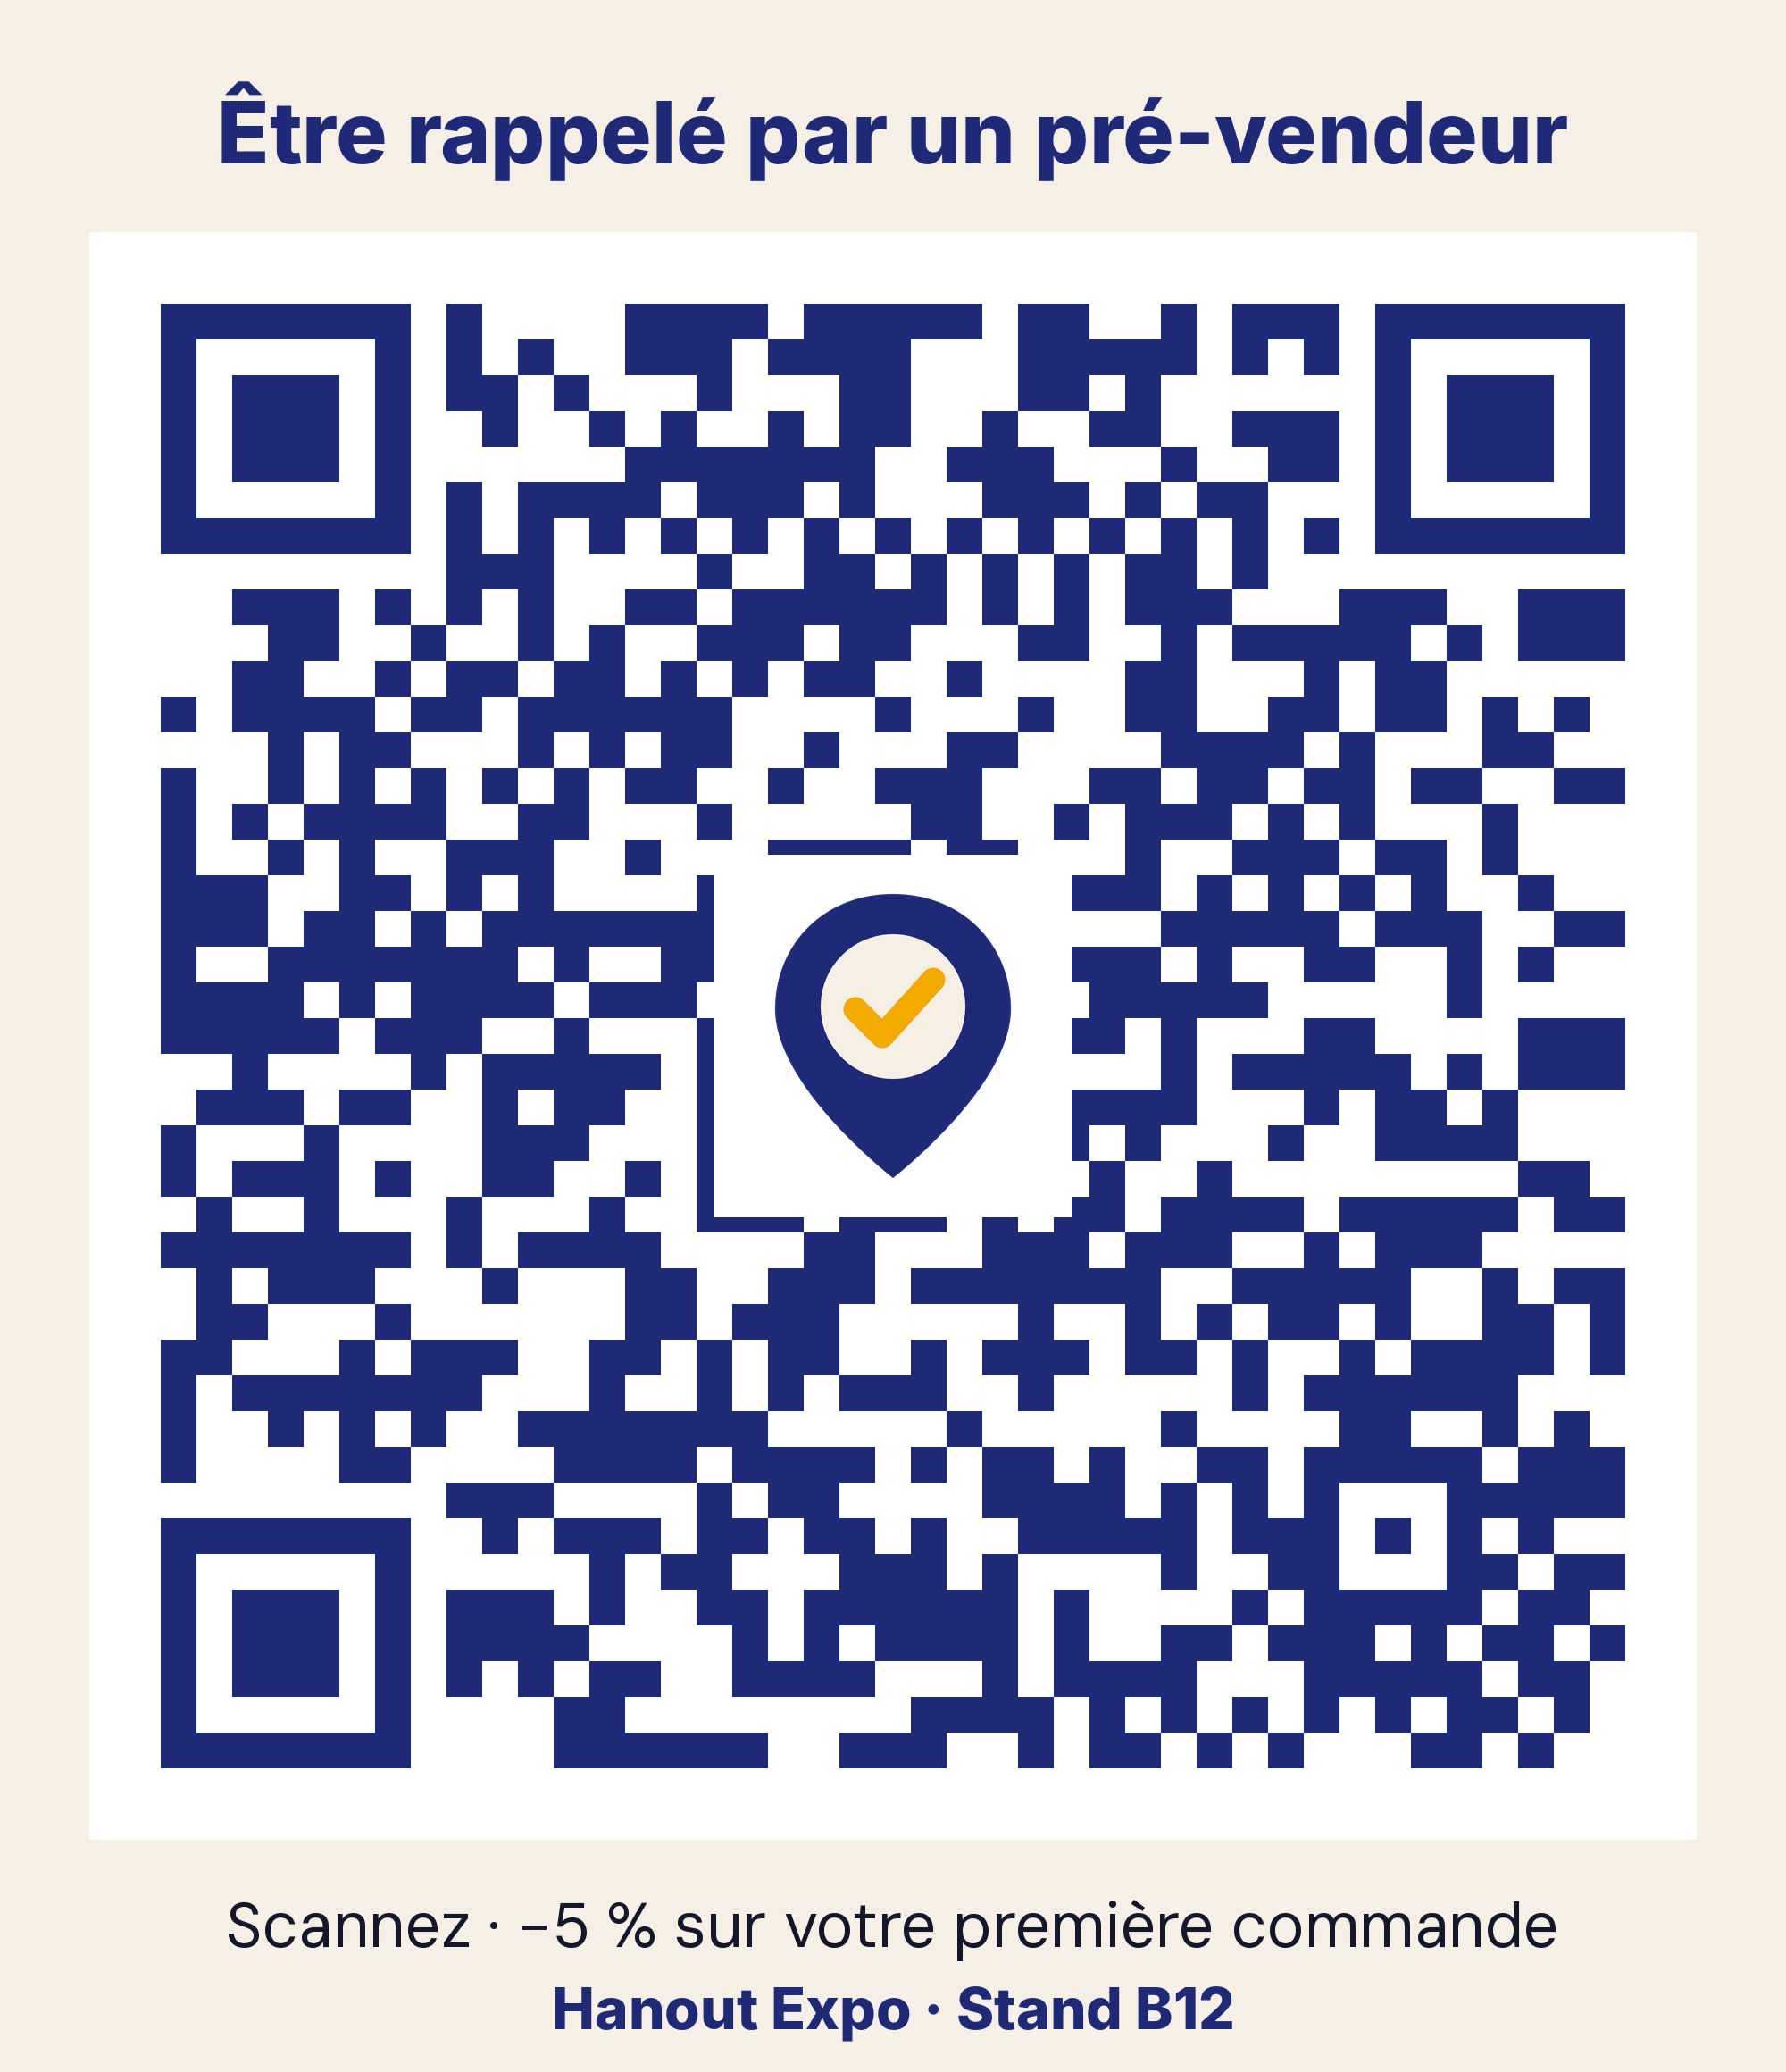 Être rappelé par un pré-vendeur
Scannez · −5 % sur votre première commande
Hanout Expo · Stand B12